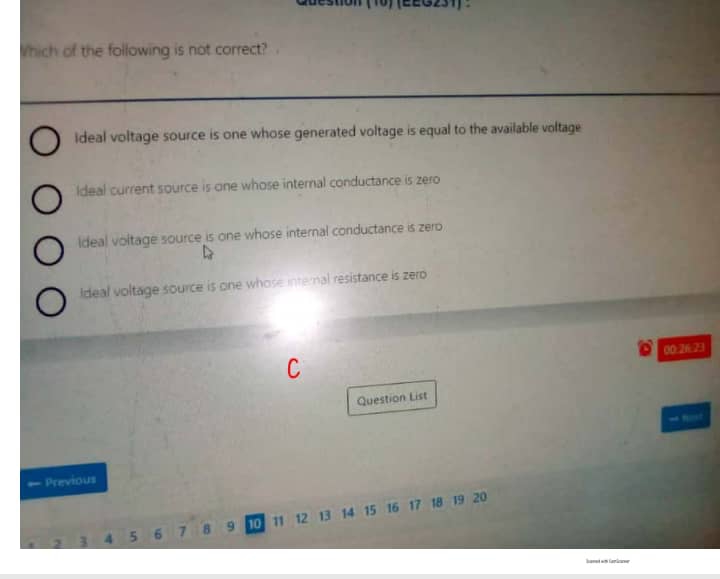 Question (10) (EEG231) :
Which of the following is not correct? .
Ideal voltage source is one whose generated voltage is equal to the available voltage
Ideal current source is one whose internal conductance is zero
Ideal voltage source is one whose internal conductance is zero
Ideal voltage source is one whose internal resistance is zero
C
00:26:23
Question List
Next
Previous
2 3 4 5 6 7 8 9 10 11 12 13 14 15 16 17 18 19 20
Scanned with CamScanner